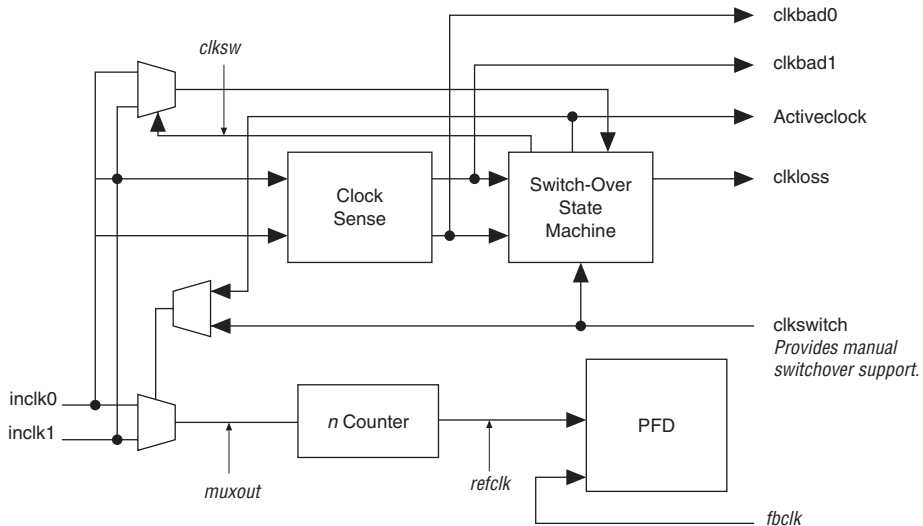 clkbad0
clksw
clkbad1
Activeclock
Clock
Sense
Switch-Over
State
Machine
clkloss
clkswitch
Provides manual
switchover support.
inclk0
inclk1
n Counter
PFD
muxout
refclk
fbclk